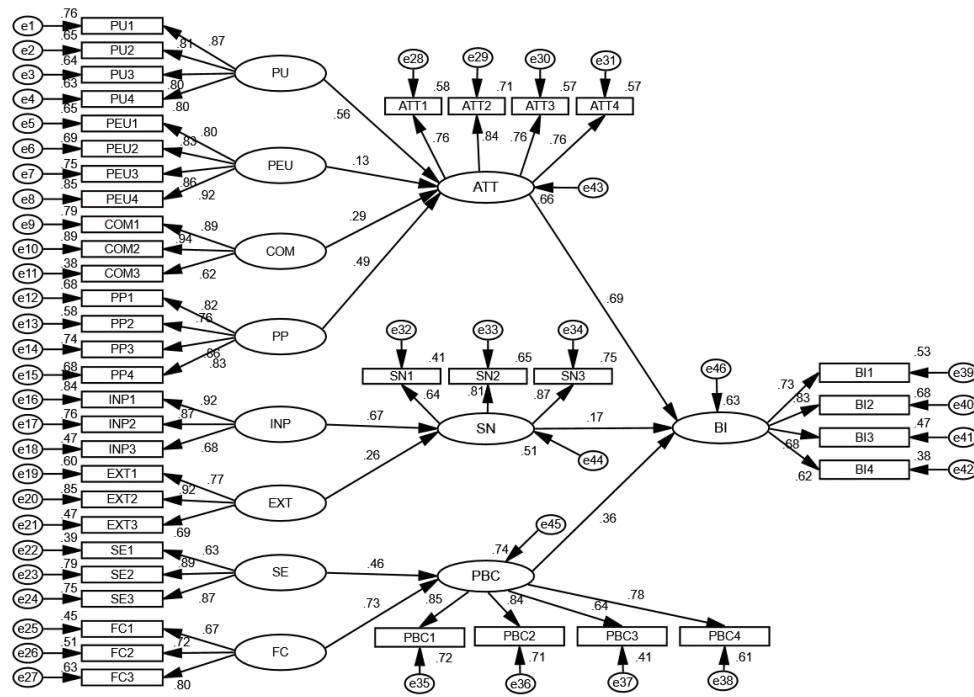 e1 .76 PU1
e2 .65 PU2 .87
e3 .64 PU3 .81 PU
e4 .63 PU4 .80
.80
e5 .65 PEU1 .80
e6 .69 PEU2 .83 PEU
e7 .75 PEU3 .86
e8 .85 PEU4 .92
e9 .79 COM1 .89
e10 .89 COM2 .94 COM
e11 .38 COM3 .62
e12 .68 PP1 .82
e13 .58 PP2 .76 PP
e14 .74 PP3 .86
e15 .68 PP4 .83
e16 .84 INP1 .92
e17 .76 INP2 .87 INP
e18 .47 INP3 .68
e19 .60 EXT1 .77
e20 .85 EXT2 .92 EXT
e21 .47 EXT3 .69
e22 .39 SE1 .63
e23 .79 SE2 .89 SE
e24 .75 SE3 .87
e25 .45 FC1 .67
e26 .51 FC2 .72 FC
e27 .63 FC3 .80
.56
.13
.29
.49
.67
.26
.46
.73
e28 e29 e30 e31
.58 .71 .57 .57
ATT1 ATT2 ATT3 ATT4
.76 .84 .76 .76
ATT e43
.66
.69
e32 e33 e34
.41 .65 .75
SN1 SN2 SN3
.64 .81 .87
SN .17
.51 e44
e45
.74
PBC .36
.85 .84 .64 .78
PBC1 PBC2 PBC3 PBC4
.72 .71 .41 .61
e35 e36 e37 e38
e46
.63
BI
.73 BI1 .53 e39
.83 BI2 .68 e40
.68 BI3 .47 e41
.62 BI4 .38 e42